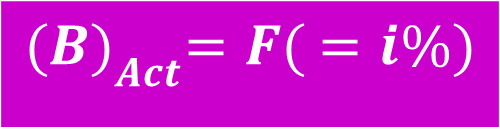 (B)Act= F( = i%)